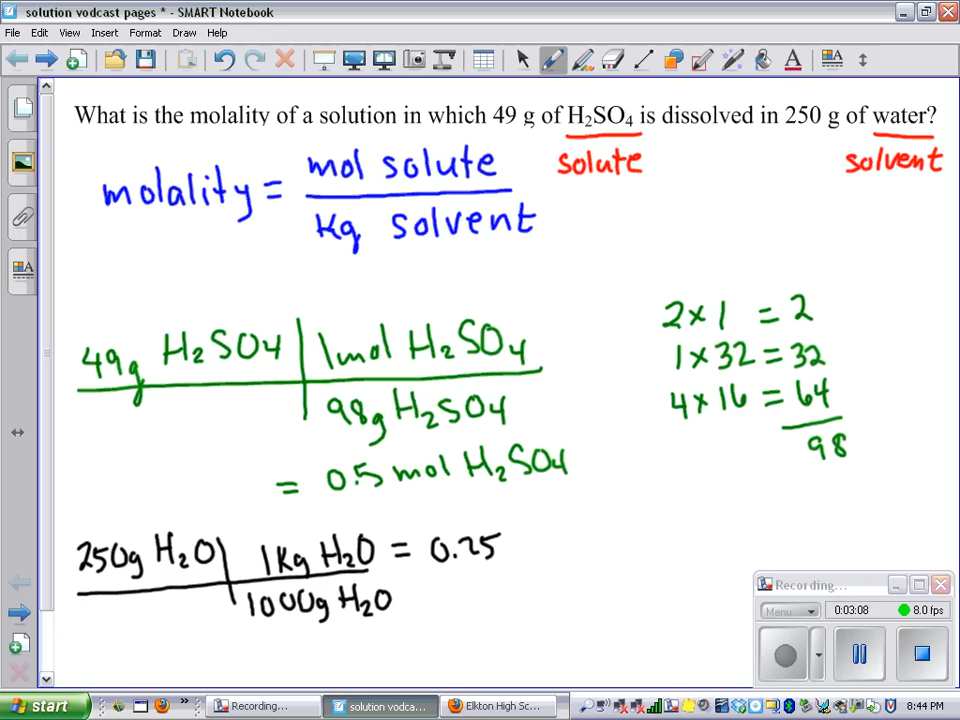 solution vodcast pages * - SMART Notebook
File Edit View Insert Format Draw Help
What is the molality of a solution in which 49 g of H₂SO₄ is dissolved in 250 g of water?
solute
solvent
molality = mol solute
Kg solvent
49g H₂SO₄ 1mol H₂SO₄
98g H₂SO₄
= 0.5 mol H₂SO₄
2 x 1 = 2
1 x 32 = 32
4 x 16 = 64
98
250g H₂O 1Kg H₂O = 0.25
1000g H₂O
Recording...
Menu 0:03:08 8.0 fps
start Recording... solution vodca... Elkton High Sc... 8:44 PM